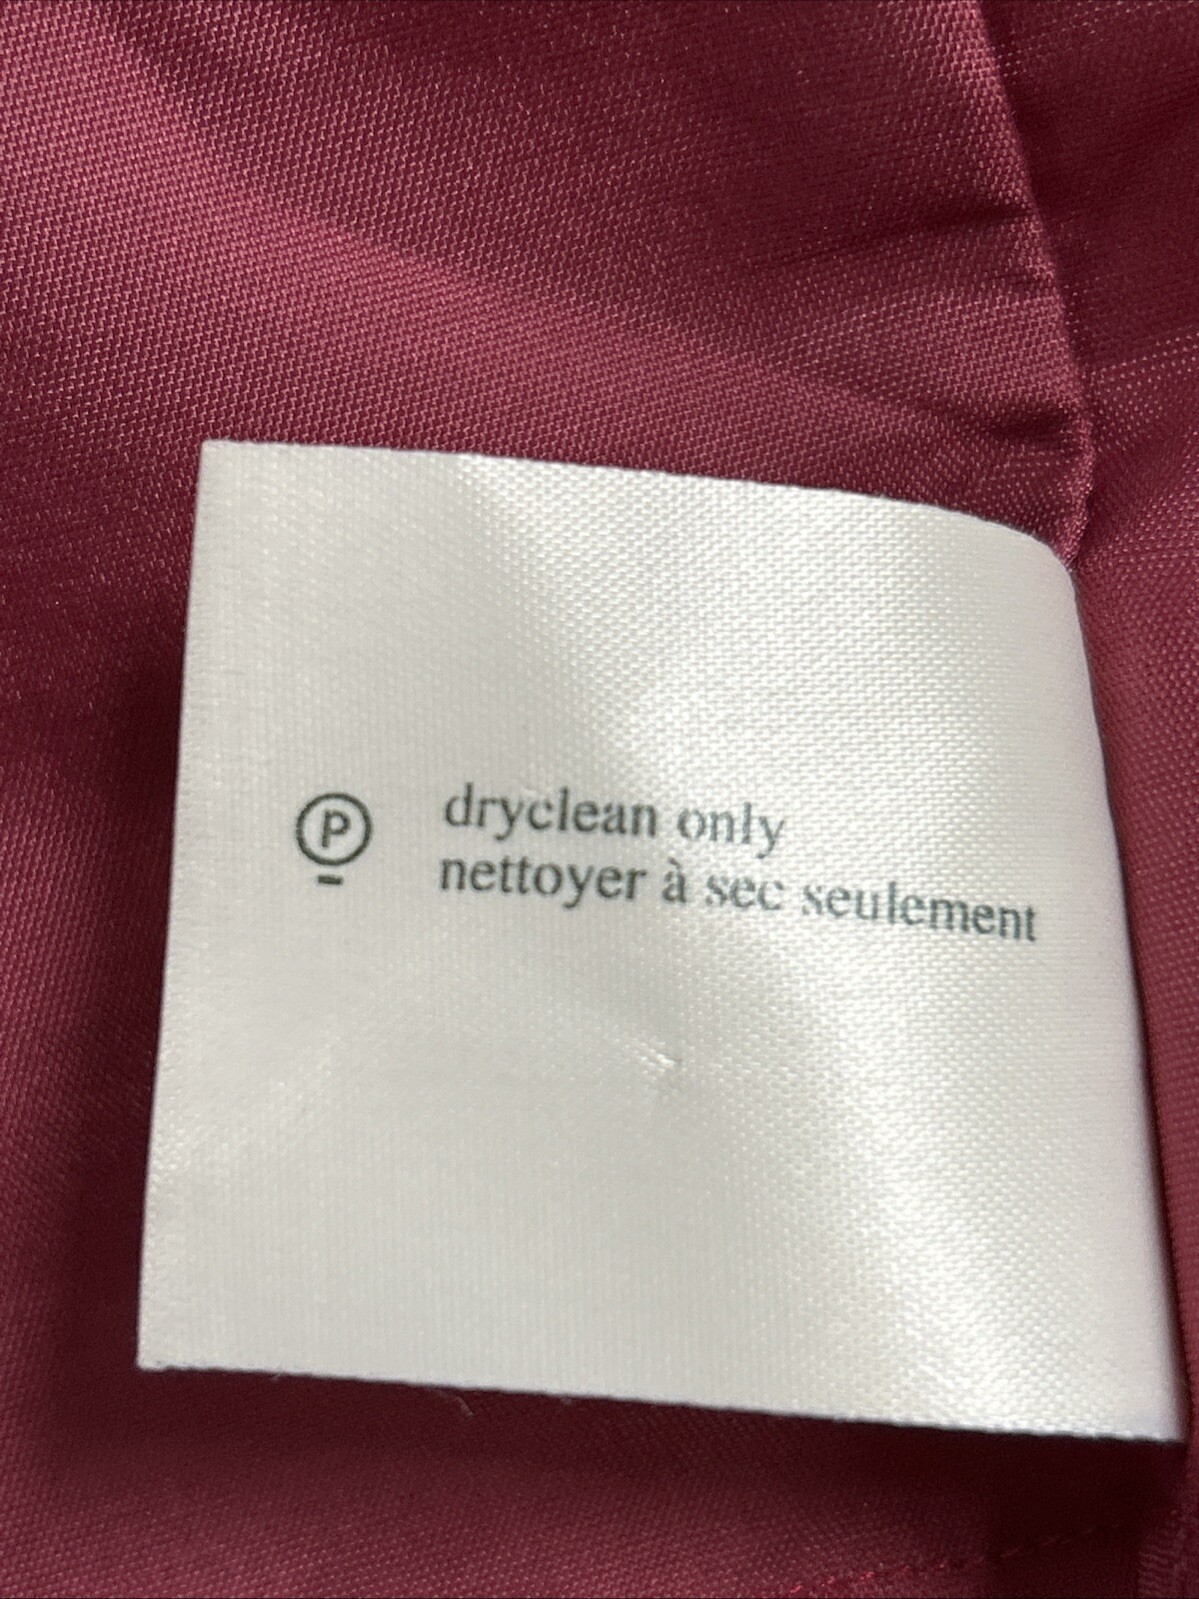 P dryclean only
nettoyer à sec seulement